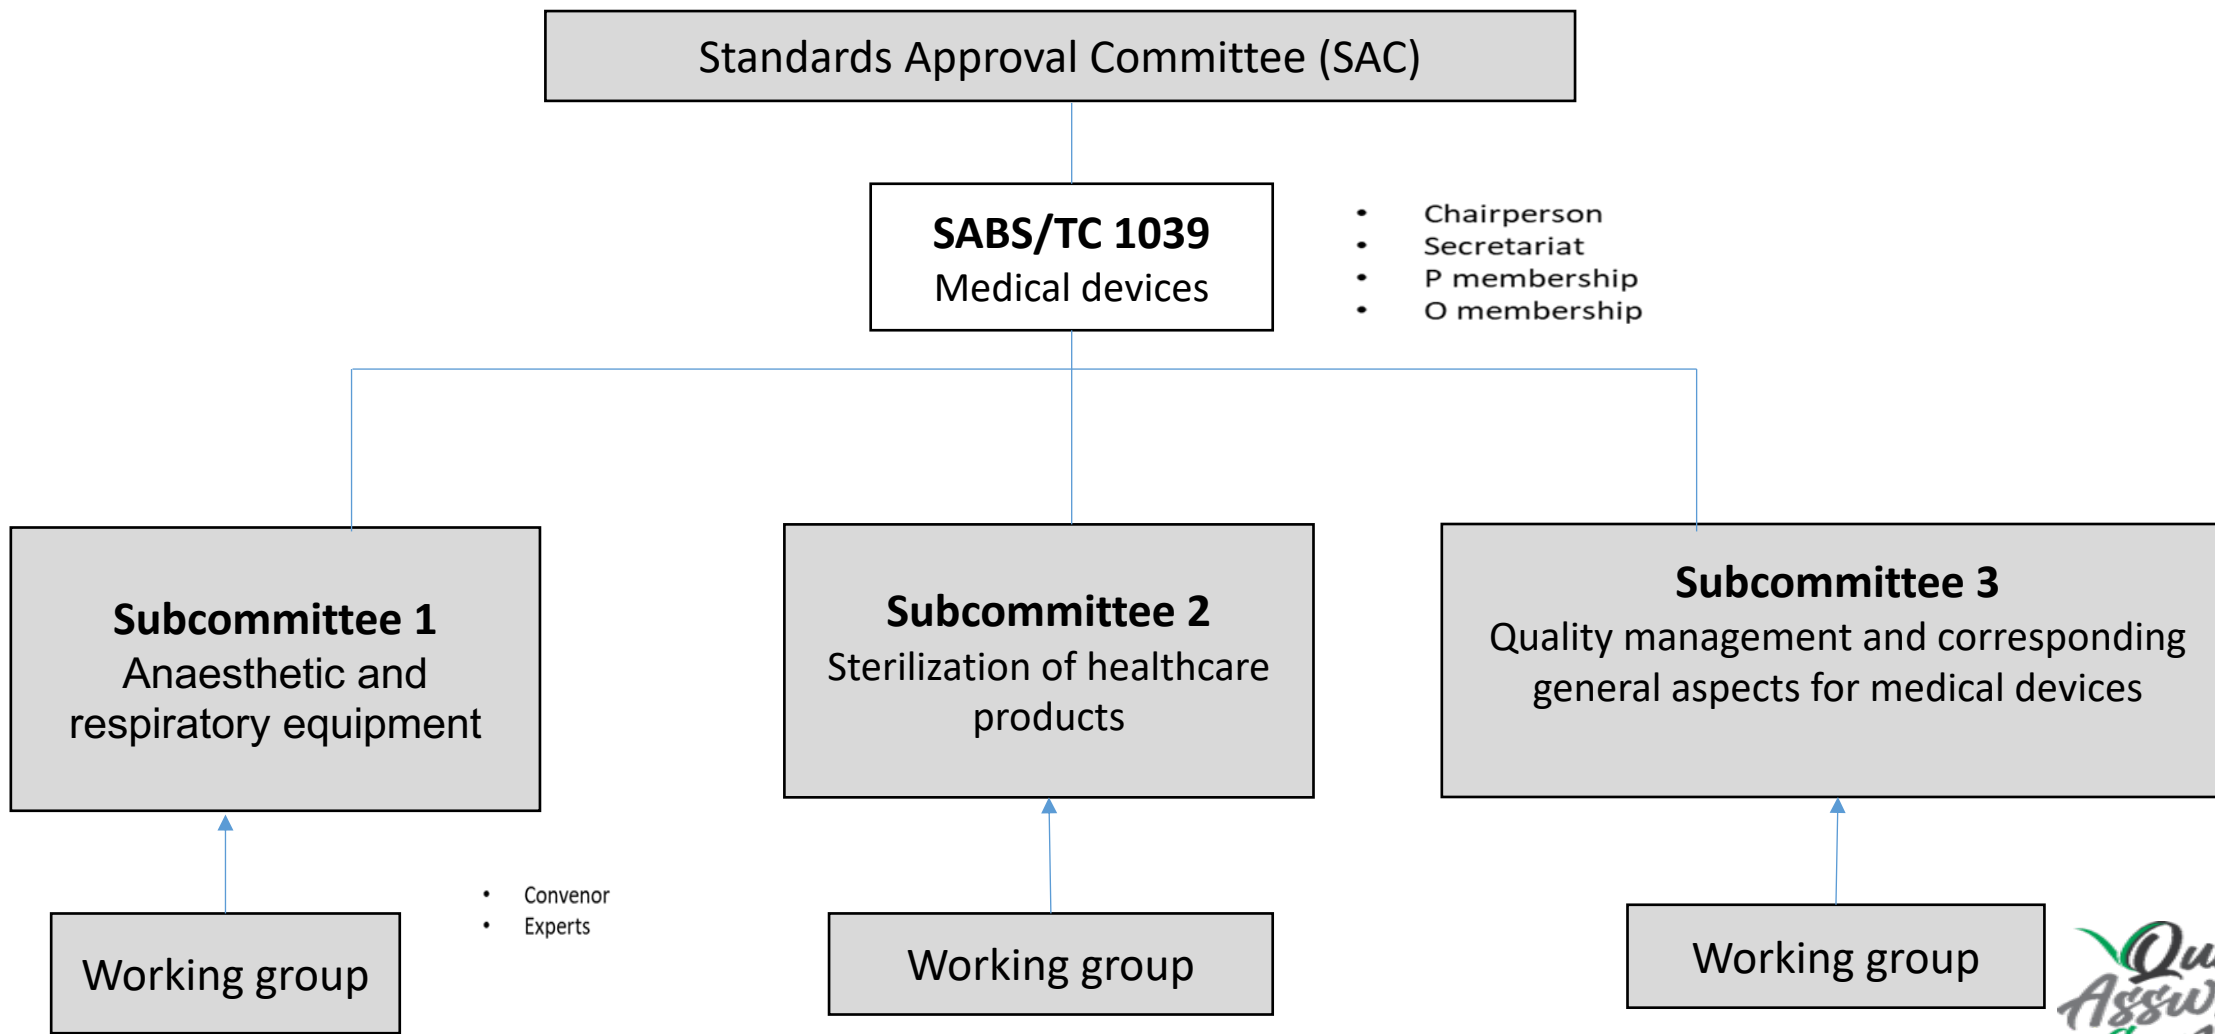 Standards Approval Committee (SAC)
SABS/TC 1039
Medical devices
• Chairperson
• Secretariat
• P membership
• O membership
Subcommittee 1
Anaesthetic and
respiratory equipment
Subcommittee 2
Sterilization of healthcare
products
Subcommittee 3
Quality management and corresponding
general aspects for medical devices
• Convenor
• Experts
Working group
Working group
Working group